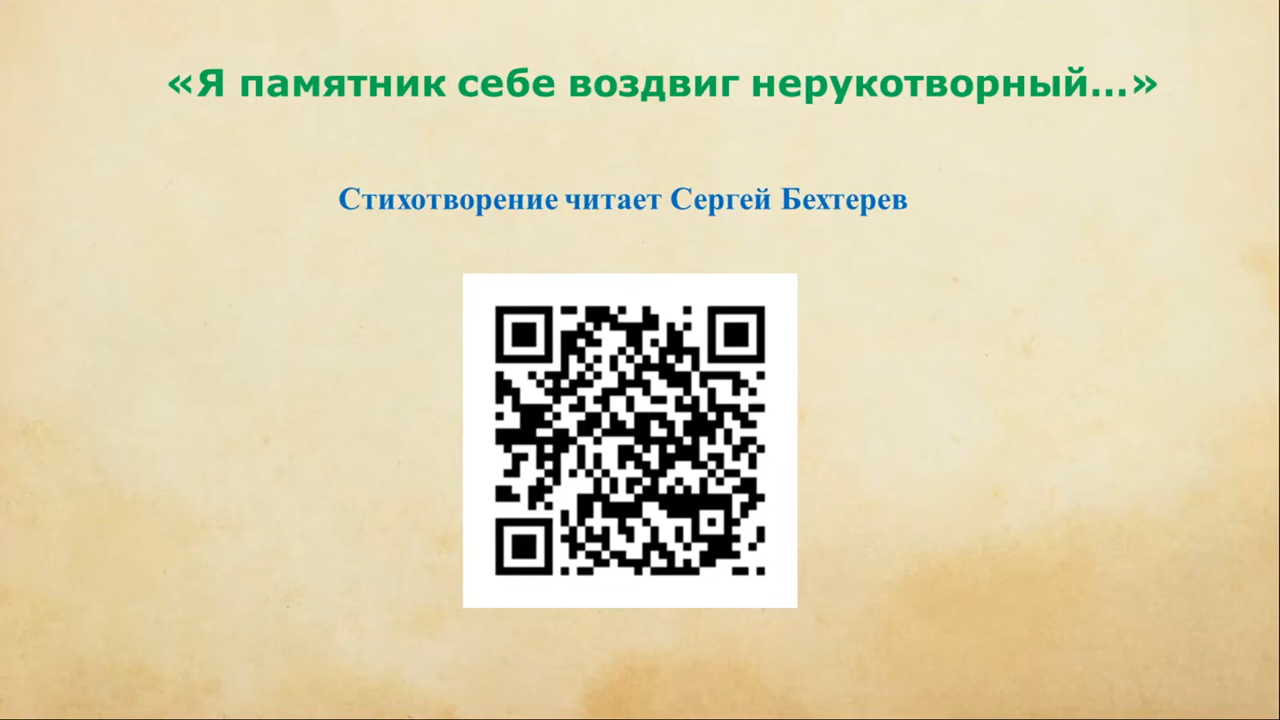 «Я памятник себе воздвиг нерукотворный...»
Стихотворение читает Сергей Бехтерев